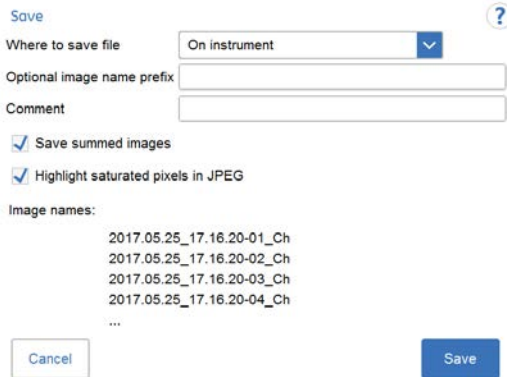 Save
?
Where to save file On instrument
Optional image name prefix
Comment
Save summed images
Highlight saturated pixels in JPEG
Image names:
2017.05.25_17.16.20-01_Ch
2017.05.25_17.16.20-02_Ch
2017.05.25_17.16.20-03_Ch
2017.05.25_17.16.20-04_Ch
...
Cancel Save